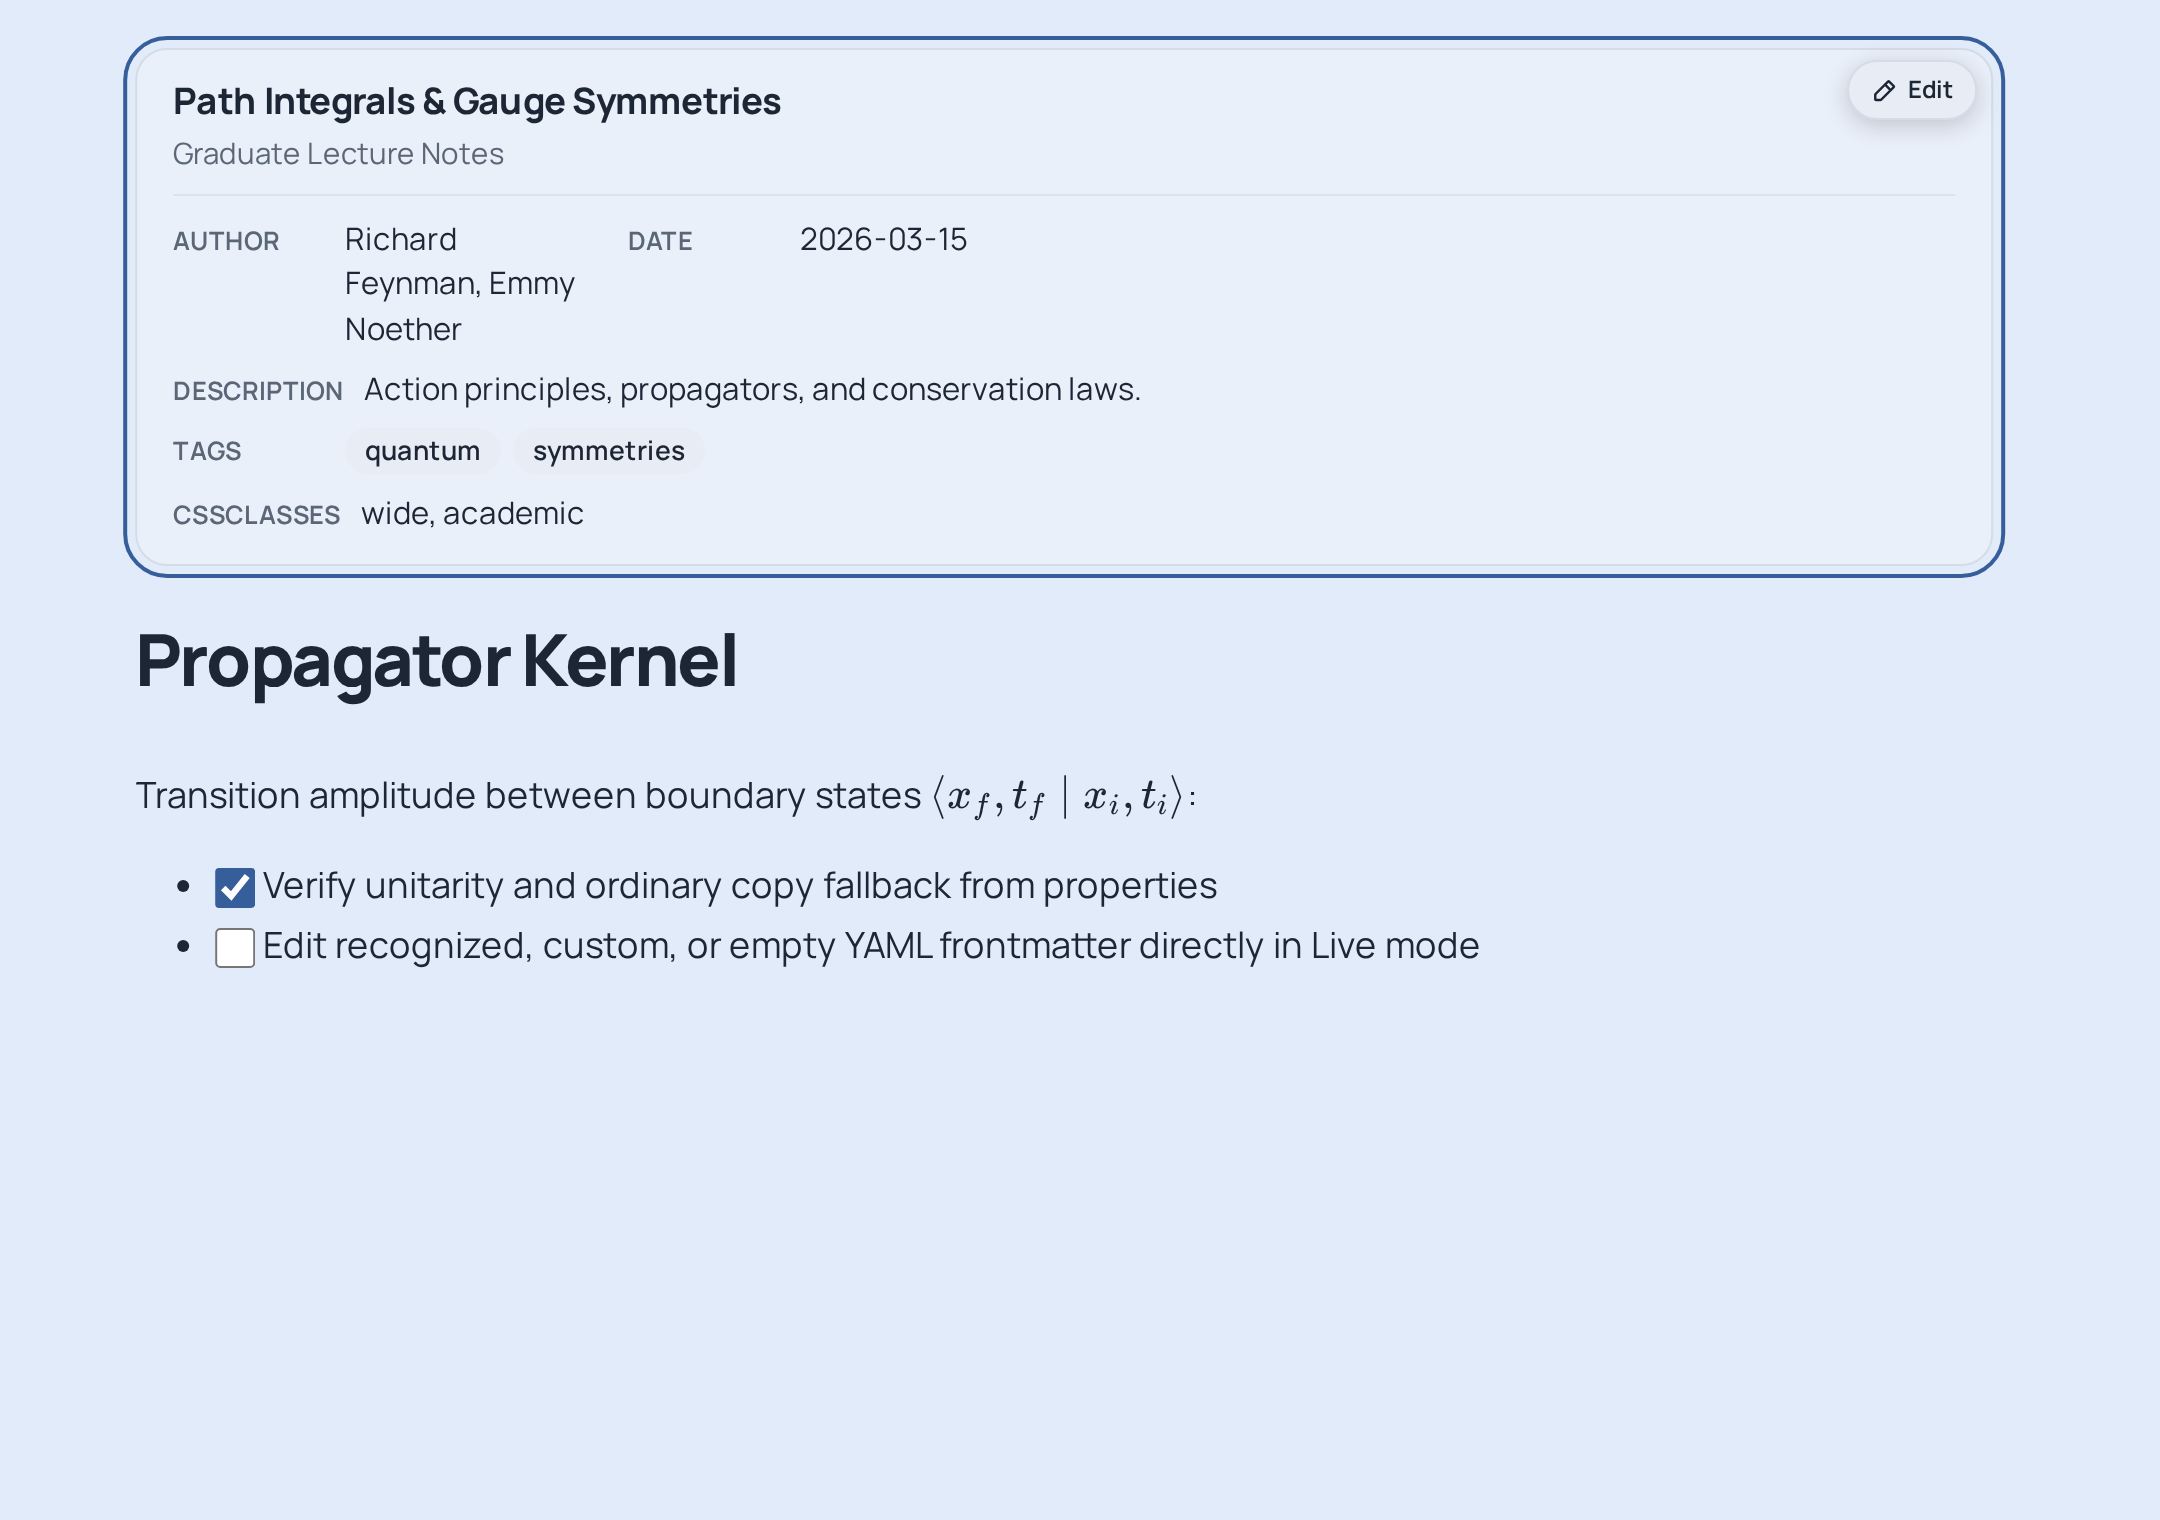 Path Integrals & Gauge Symmetries
Edit
Graduate Lecture Notes
AUTHOR Richard Feynman, Emmy Noether
DATE 2026-03-15
DESCRIPTION Action principles, propagators, and conservation laws.
TAGS quantum symmetries
CSSCLASSES wide, academic
Propagator Kernel
Transition amplitude between boundary states ⟨x_f, t_f | x_i, t_i⟩:
• Verify unitarity and ordinary copy fallback from properties
• Edit recognized, custom, or empty YAML frontmatter directly in Live mode